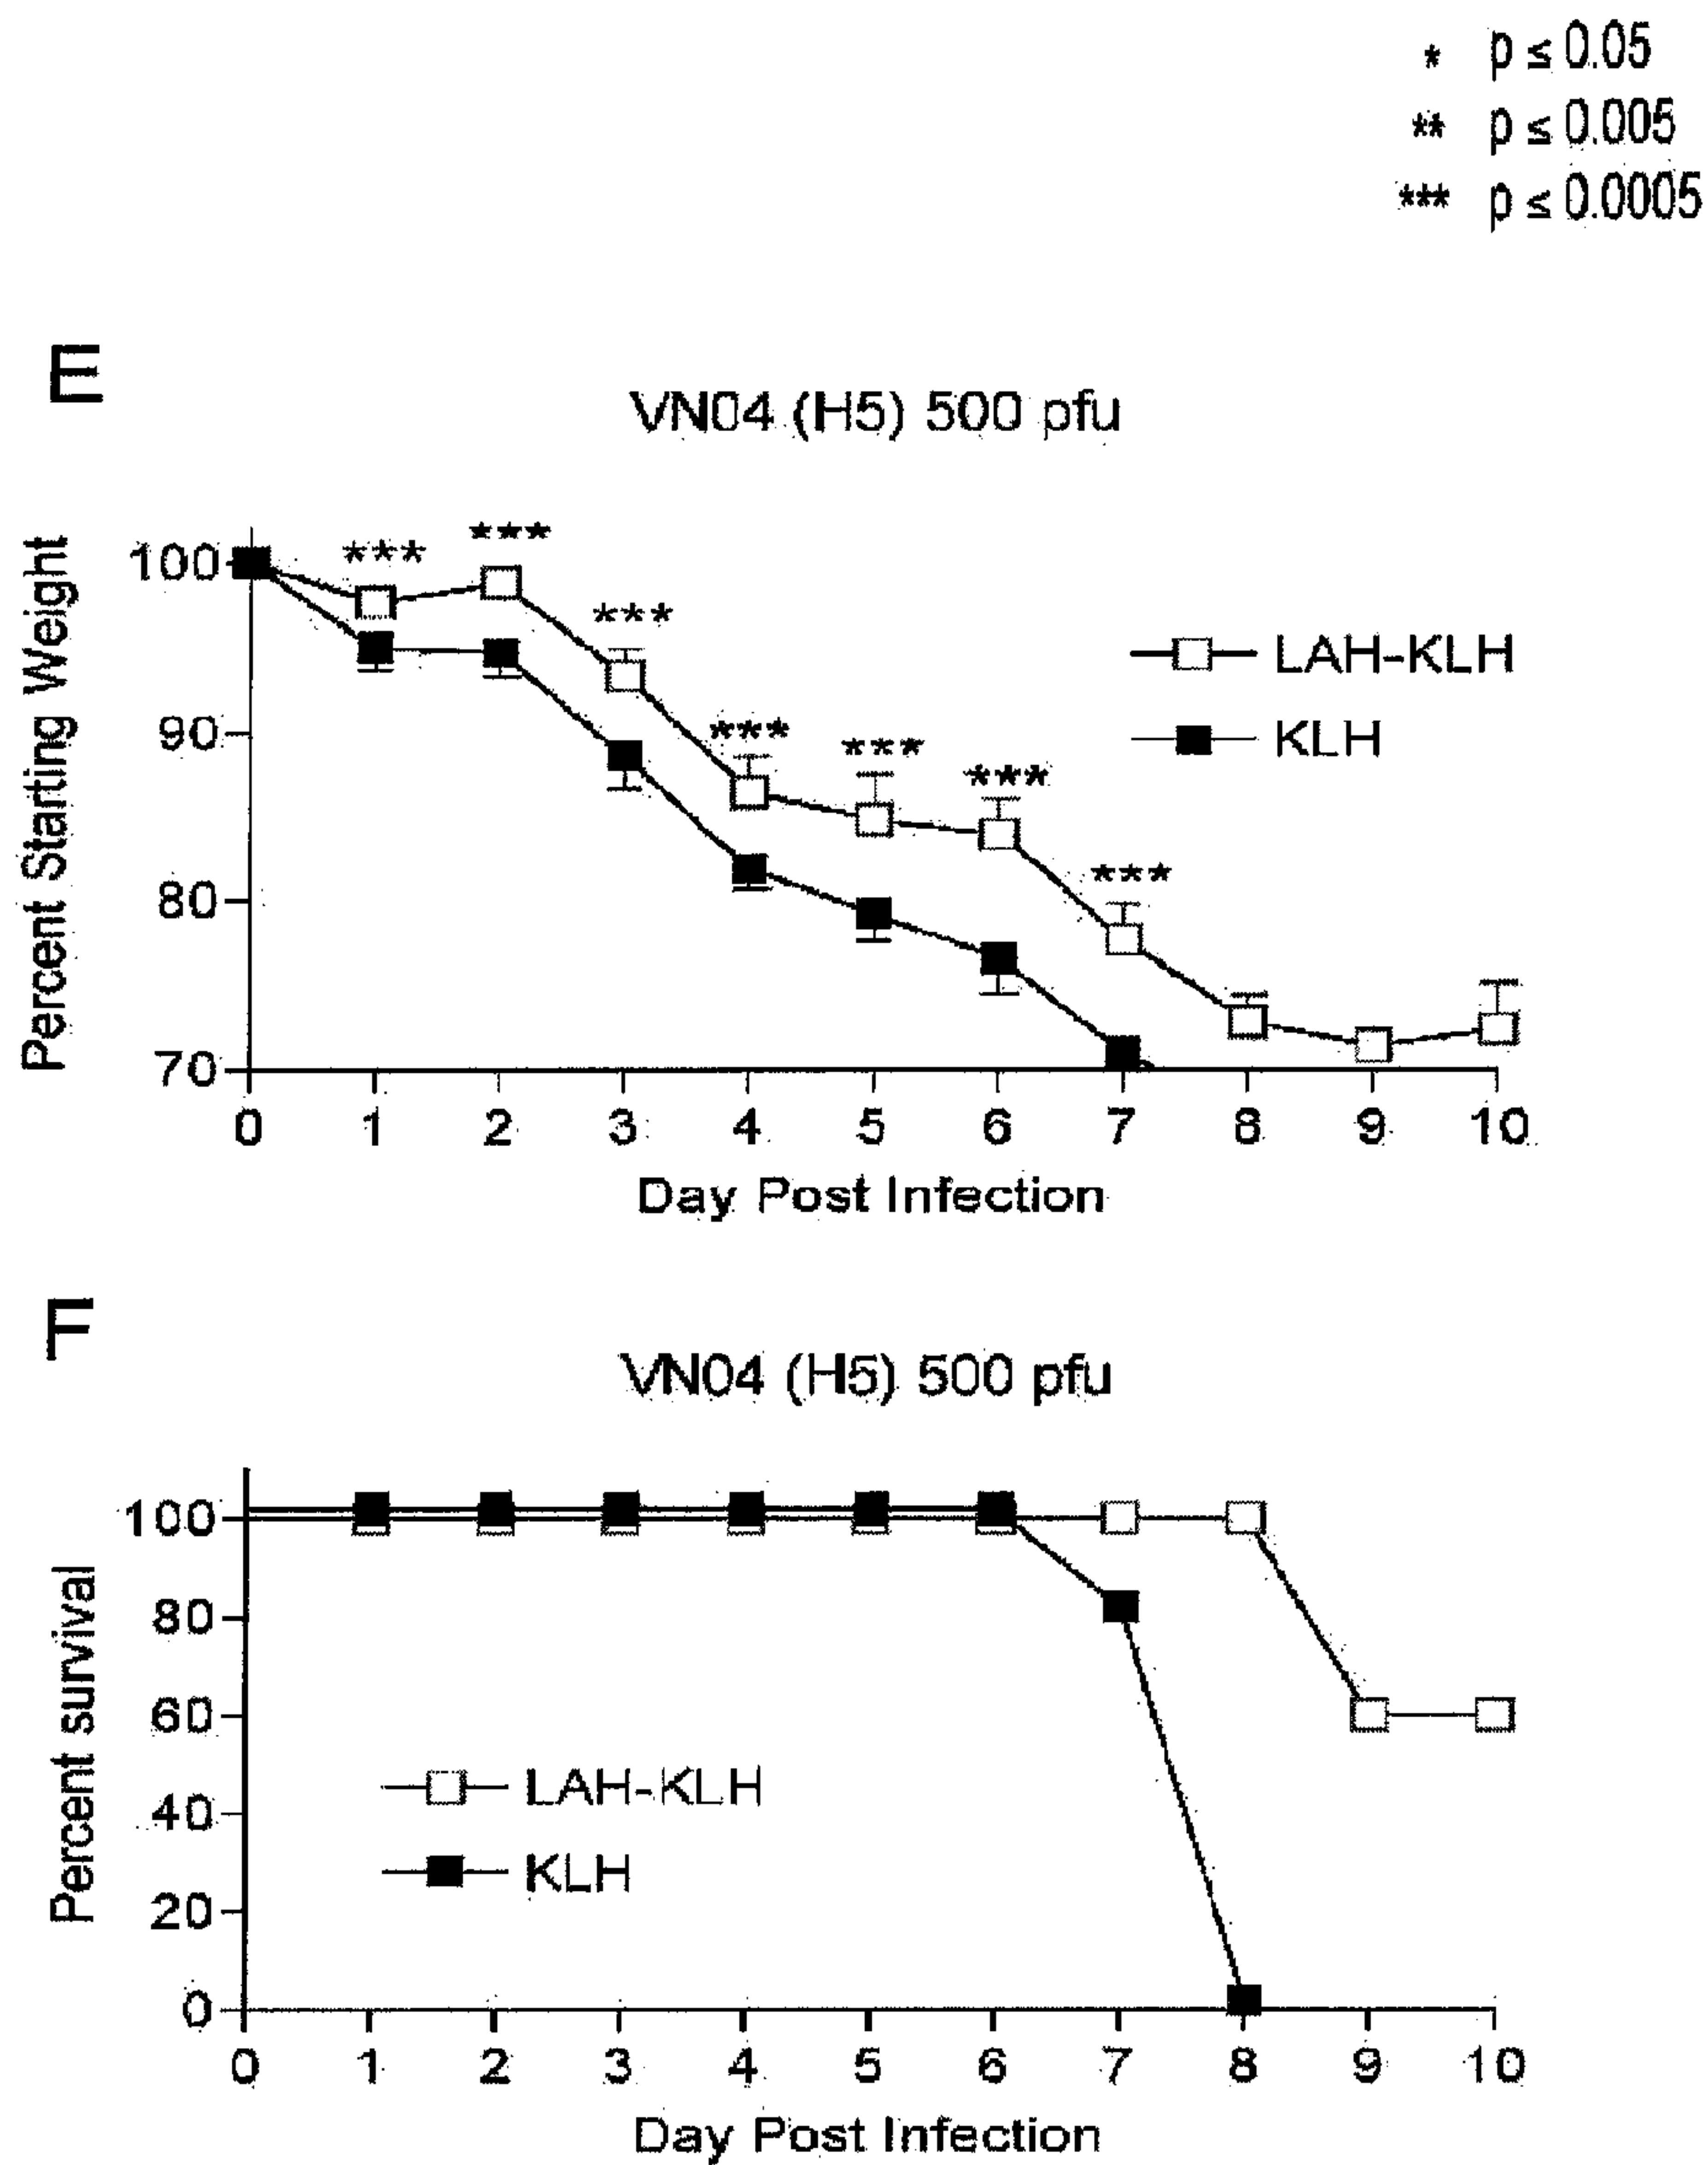 * p ≤ 0.05
** p ≤ 0.005
*** p ≤ 0.0005
E
VN04 (H5) 500 pfu
Percent Starting Weight
100
90
80
70
***
***
***
***
***
***
***
LAH-KLH
KLH
0 1 2 3 4 5 6 7 8 9 10
Day Post Infection
F
VN04 (H5) 500 pfu
Percent survival
100
80
60
40
20
0
LAH-KLH
KLH
0 1 2 3 4 5 6 7 8 9 10
Day Post Infection